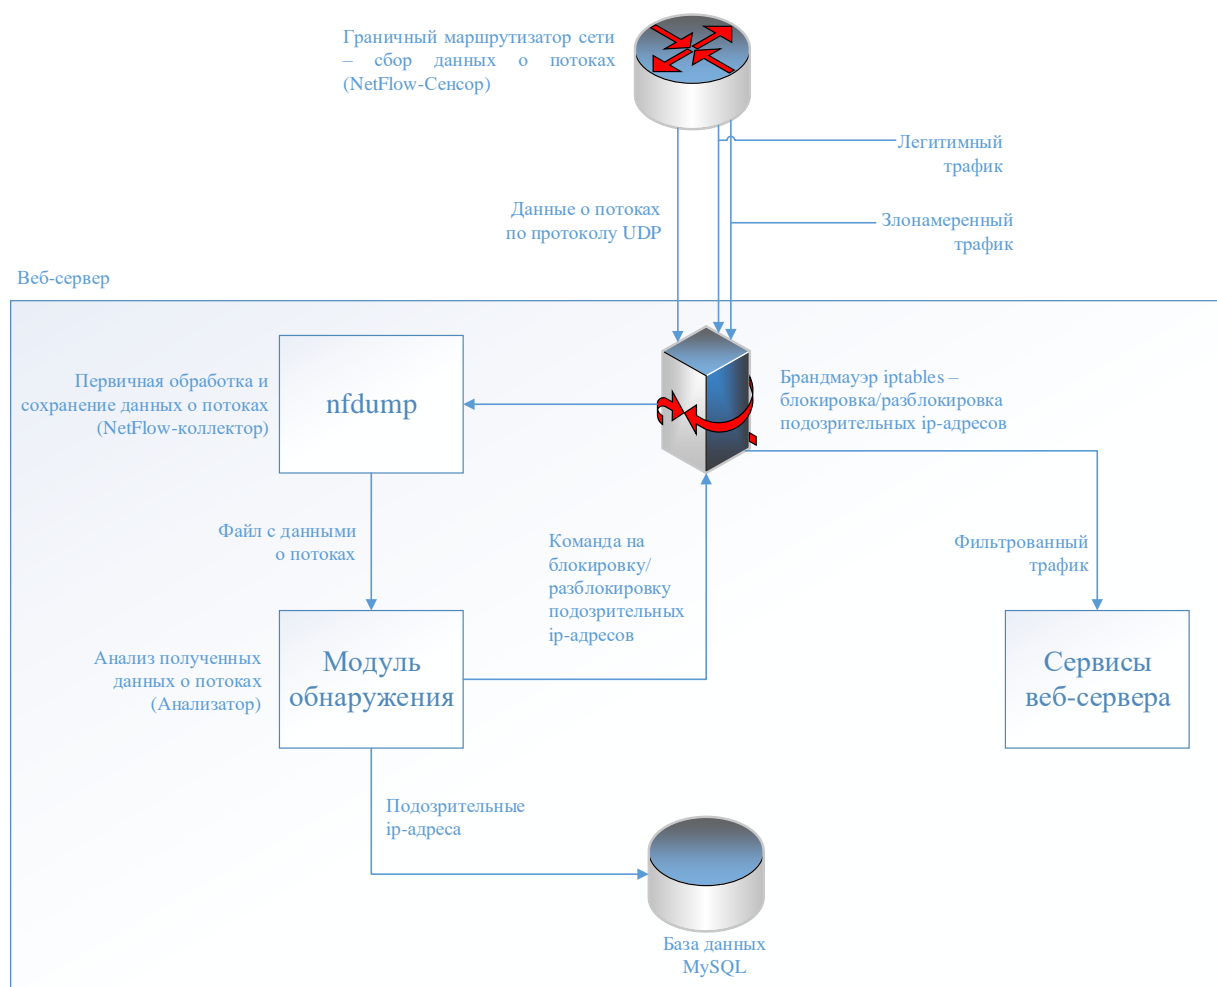 Граничный маршрутизатор сети
– сбор данных о потоках
(NetFlow-Сенсор)
Легитимный
трафик
Данные о потоках
по протоколу UDP
Злонамеренный
трафик
Веб-сервер
Первичная обработка и
сохранение данных о потоках
(NetFlow-коллектор)
nfdump
Брандмауэр iptables –
блокировка/разблокировка
подозрительных ip-адресов
Файл с данными
о потоках
Команда на
блокировку/
разблокировку
подозрительных
ip-адресов
Фильтрованный
трафик
Анализ полученных
данных о потоках
(Анализатор)
Модуль
обнаружения
Сервисы
веб-сервера
Подозрительные
ip-адреса
База данных
MySQL